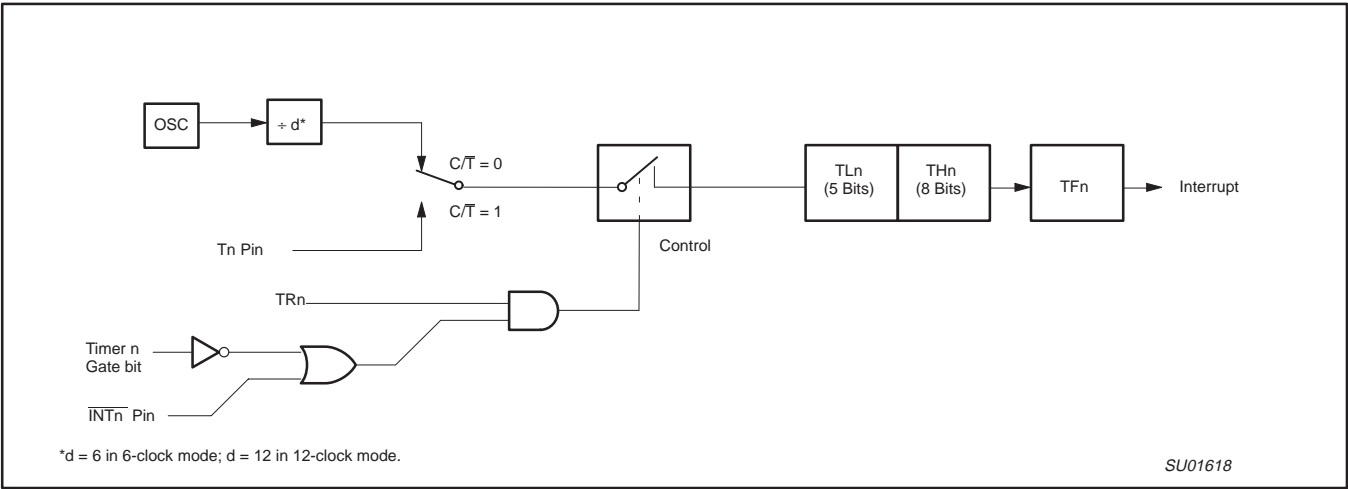 OSC
÷ d*
C/T̅ = 0
C/T̅ = 1
Tn Pin
Control
TLn
(5 Bits)
THn
(8 Bits)
TFn
Interrupt
TRn
Timer n
Gate bit
I̅N̅T̅n̅ Pin
*d = 6 in 6-clock mode; d = 12 in 12-clock mode.
SU01618